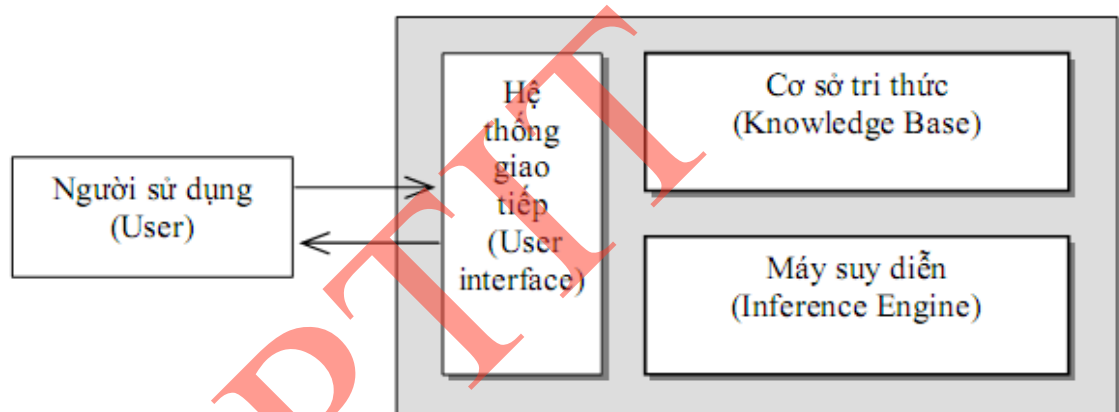 Người sử dụng
(User)
Hệ
thống
giao
tiếp
(User
interface)
Cơ sở tri thức
(Knowledge Base)
Máy suy diễn
(Inference Engine)
PTIT